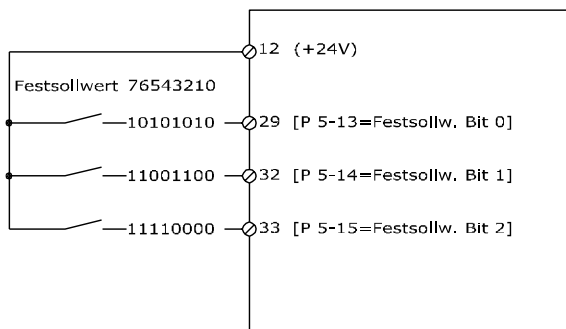 12 (+24V)
Festsollwert 76543210
10101010 29 [P 5-13=Festsollw. Bit 0]
11001100 32 [P 5-14=Festsollw. Bit 1]
11110000 33 [P 5-15=Festsollw. Bit 2]